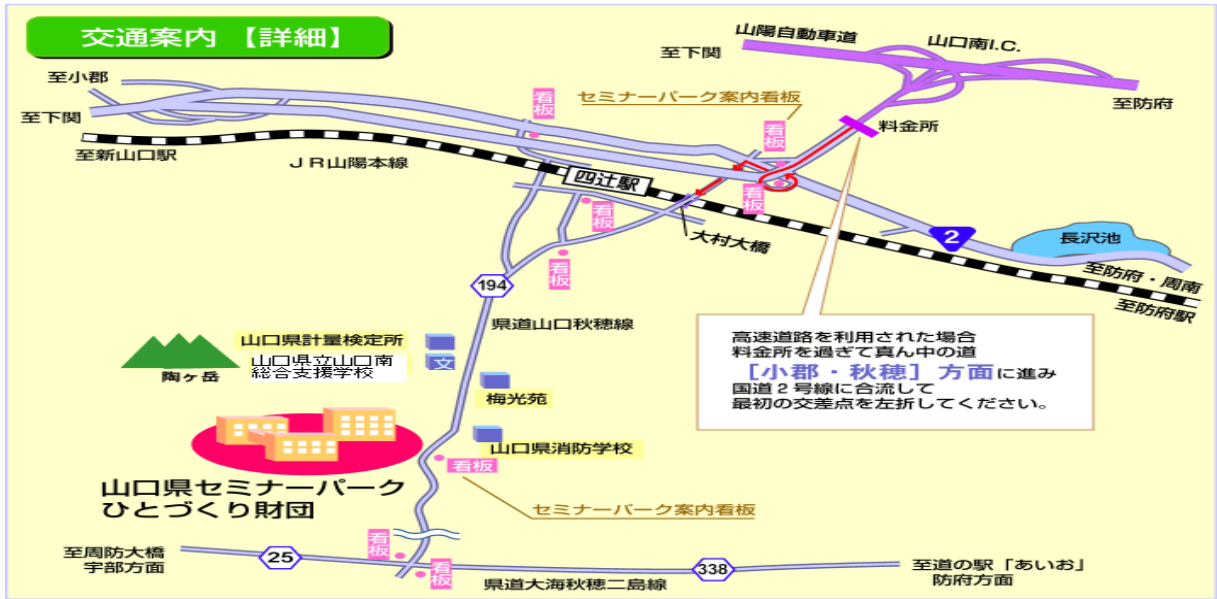 交通案内 【詳細】
山陽自動車道
山口南I.C.
至下関
至防府
至小郡
至下関
看板
セミナーパーク案内看板
看板
料金所
至新山口駅
JR山陽本線
四辻駅
看板
看板
大村大橋
2
長沢池
看板
至防府・周南
至防府駅
194
県道山口秋穂線
高速道路を利用された場合
料金所を過ぎて真ん中の道
[小郡・秋穂] 方面に進み
国道2号線に合流して
最初の交差点を左折してください。
山口県計量検定所
山口県立山口南
総合支援学校
文
陶ヶ岳
梅光苑
山口県消防学校
看板
山口県セミナーパーク
ひとづくり財団
セミナーパーク案内看板
看板
看板
至周防大橋
宇部方面
25
県道大海秋穂二島線
338
至道の駅「あいお」
防府方面